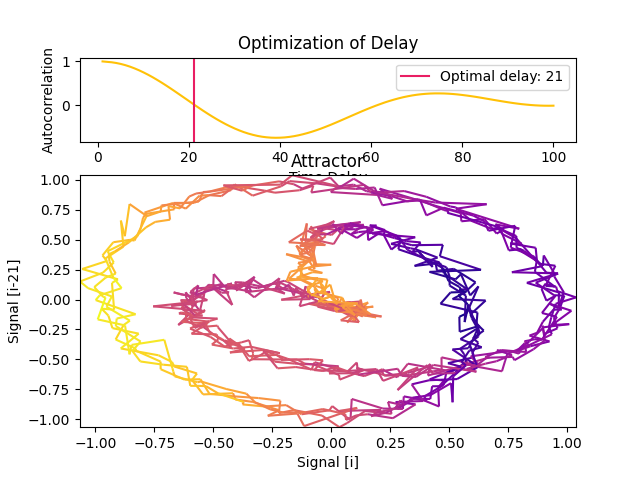 Optimization of Delay
Autocorrelation
1
0
Optimal delay: 21
0 20 40 60 80 100
Time Delay
Attractor
Signal [i-21]
1.00
0.75
0.50
0.25
0.00
−0.25
−0.50
−0.75
−1.00
−1.00 −0.75 −0.50 −0.25 0.00 0.25 0.50 0.75 1.00
Signal [i]